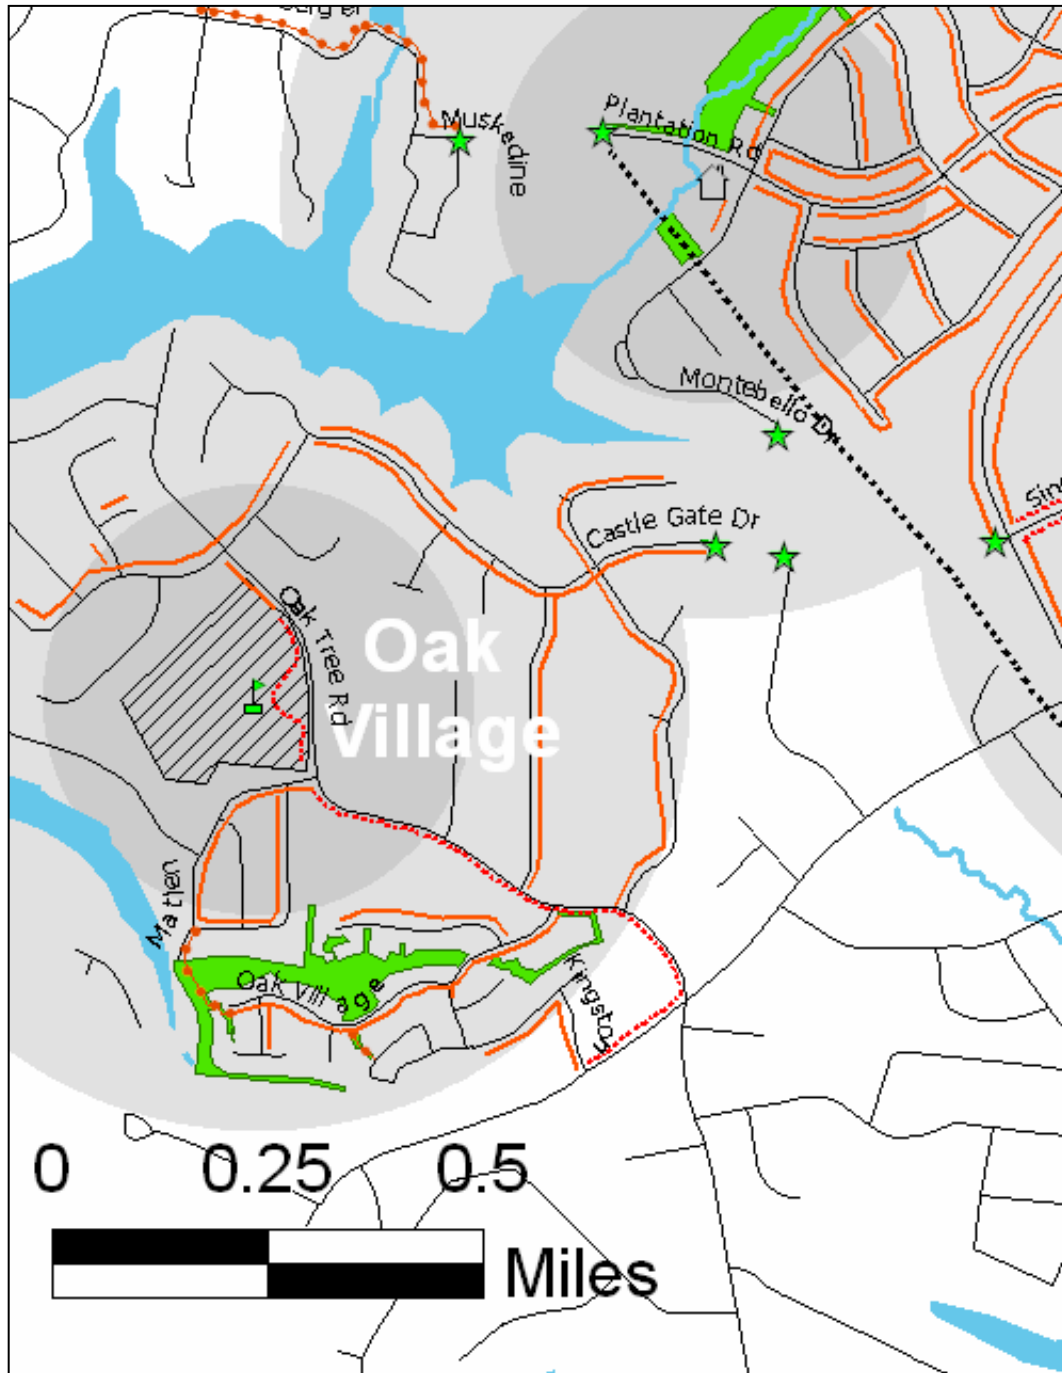 Muskedine
Plantation Rd
Montebello Dr
Castle Gate Dr
Oak Tree Rd
Oak
Village
Matjen
Oak Village
Kingston
0 0.25 0.5
Miles